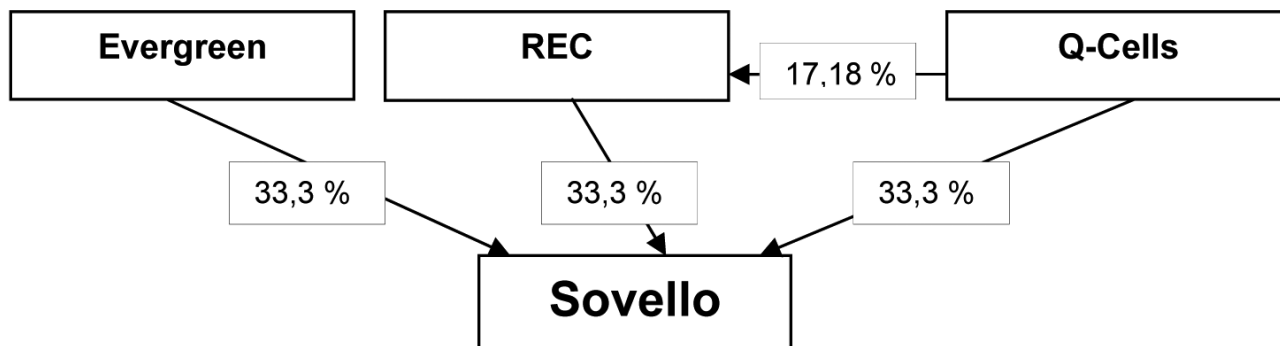 Evergreen
REC
Q-Cells
17,18 %
33,3 %
33,3 %
33,3 %
Sovello